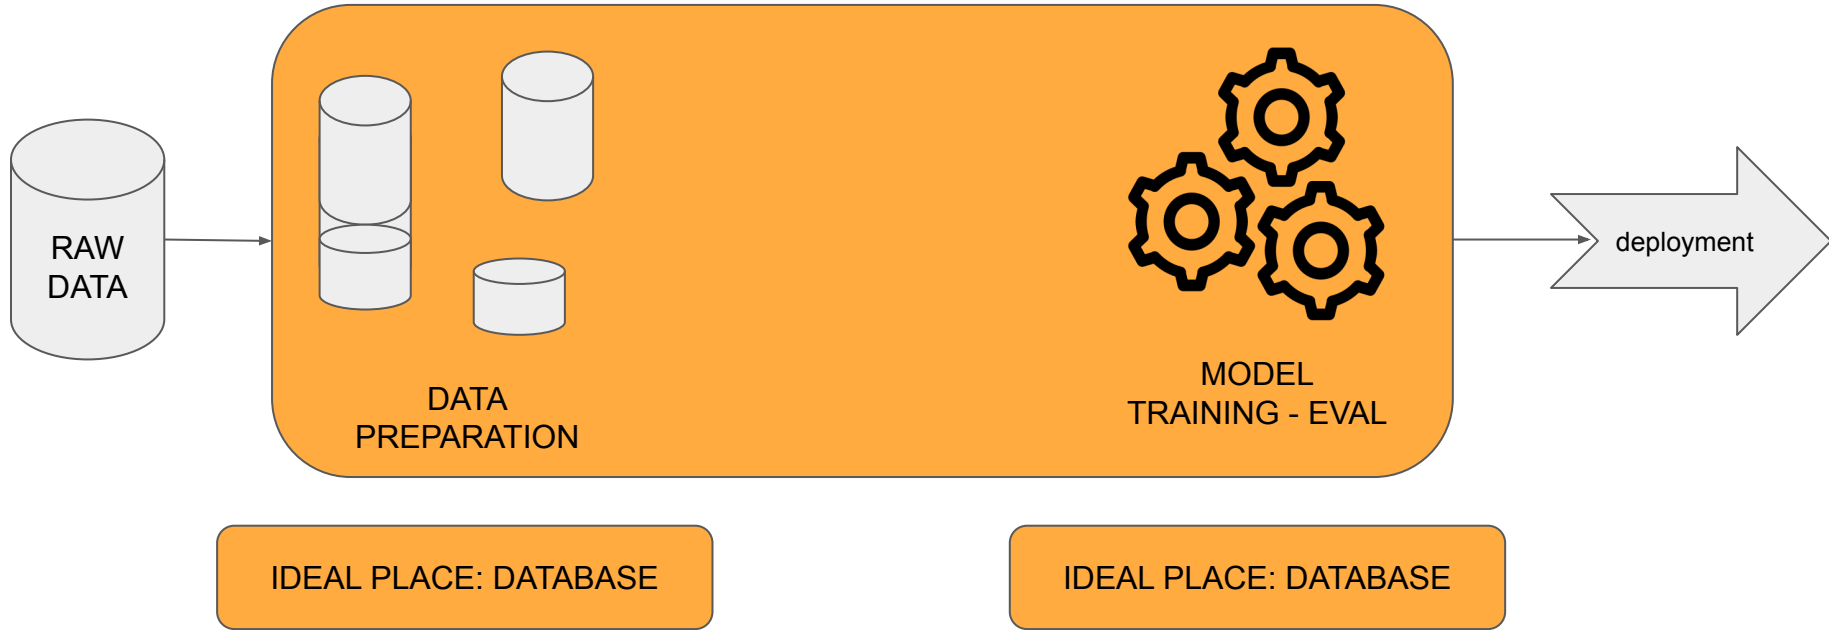 RAW
DATA
DATA
PREPARATION
MODEL
TRAINING - EVAL
deployment
IDEAL PLACE: DATABASE
IDEAL PLACE: DATABASE